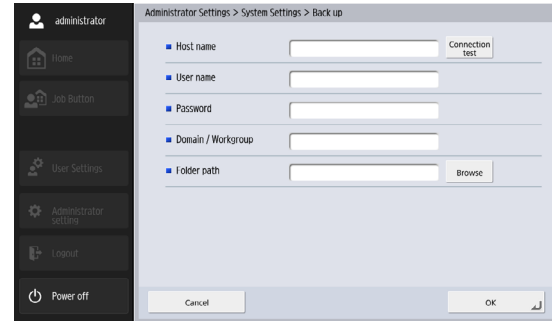 administrator
Administrator Settings > System Settings > Back up
Home
Job Button
User Settings
Administrator
setting
Logout
Power off
Host name
Connection
test
User name
Password
Domain / Workgroup
Folder path
Browse
Cancel
OK